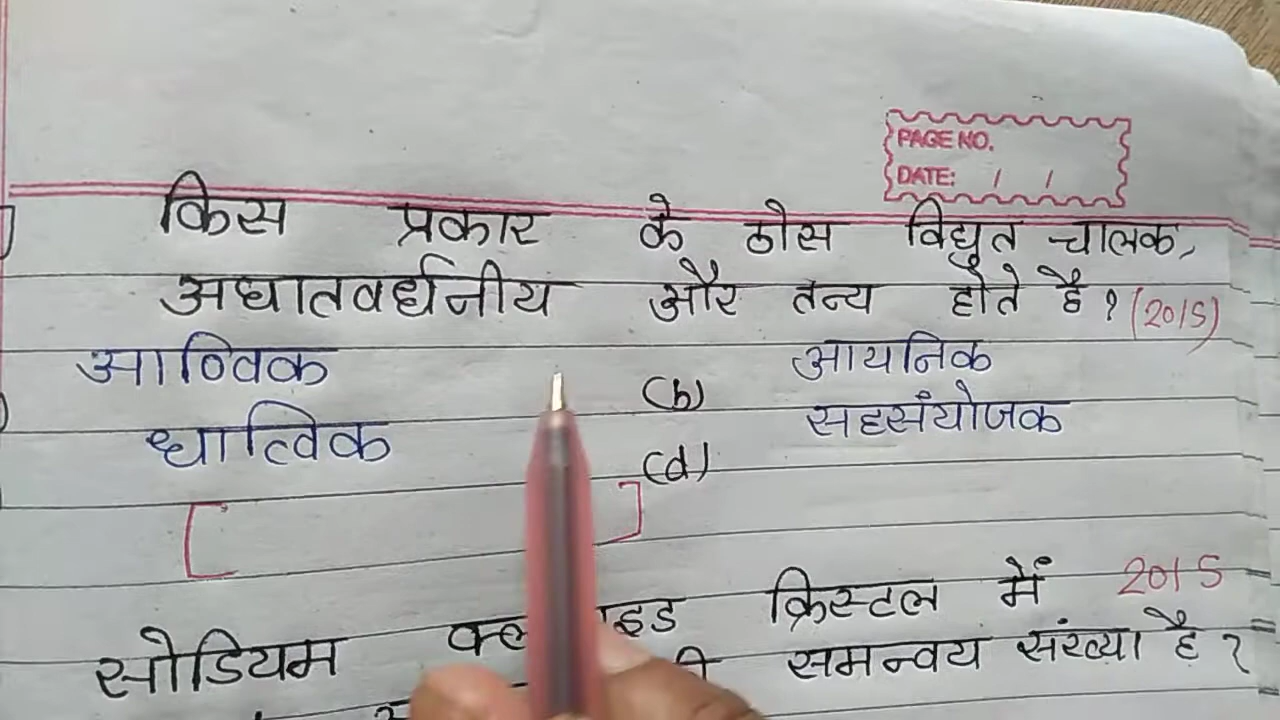 PAGE NO.
DATE: / /
किस प्रकार के ठोस विद्युत चालक,
अघातवर्धनीय और तन्य होते है ? (2015)
आण्विक (b) आयनिक
धात्विक (d) सहसंयोजक
[ ]
सोडियम क्रिस्टल में 2015
समन्वय संख्या है ?